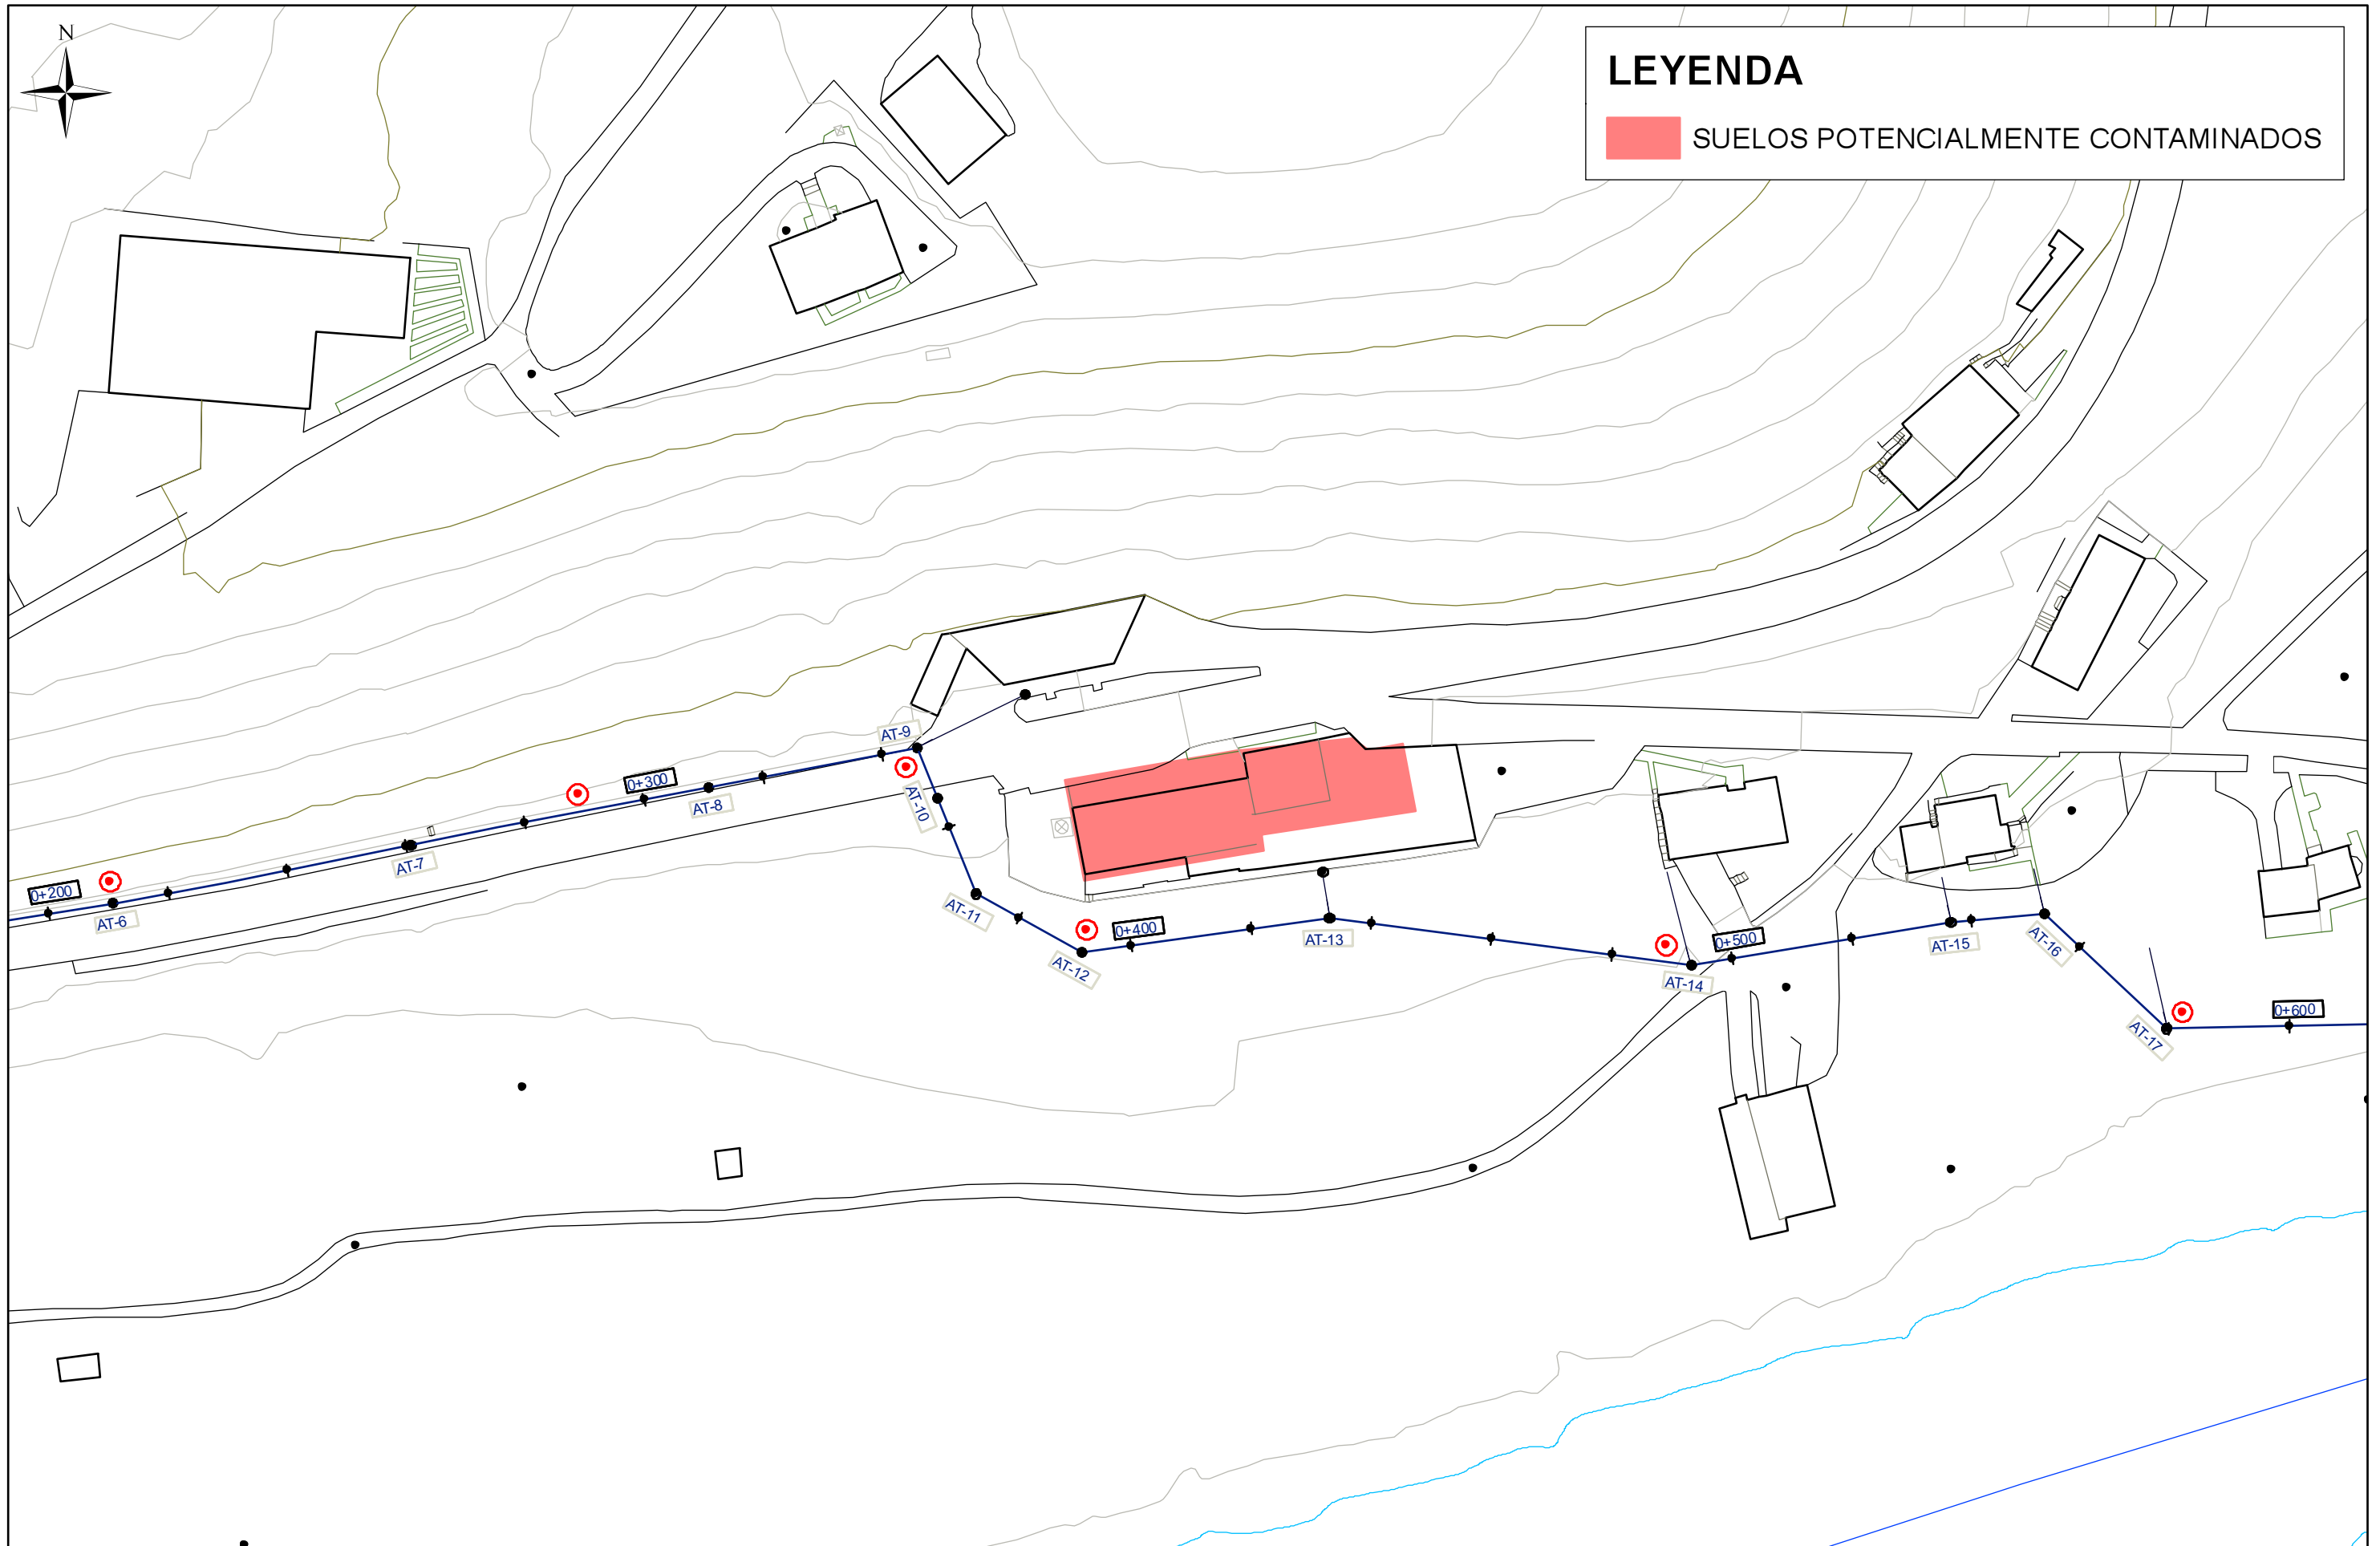 N
LEYENDA
SUELOS POTENCIALMENTE CONTAMINADOS
AT-9
0+300
AT-8
AT-10
AT-7
0+200
AT-6
AT-11
0+400
AT-12
AT-13
0+500
AT-14
AT-15
AT-16
0+600
AT-17